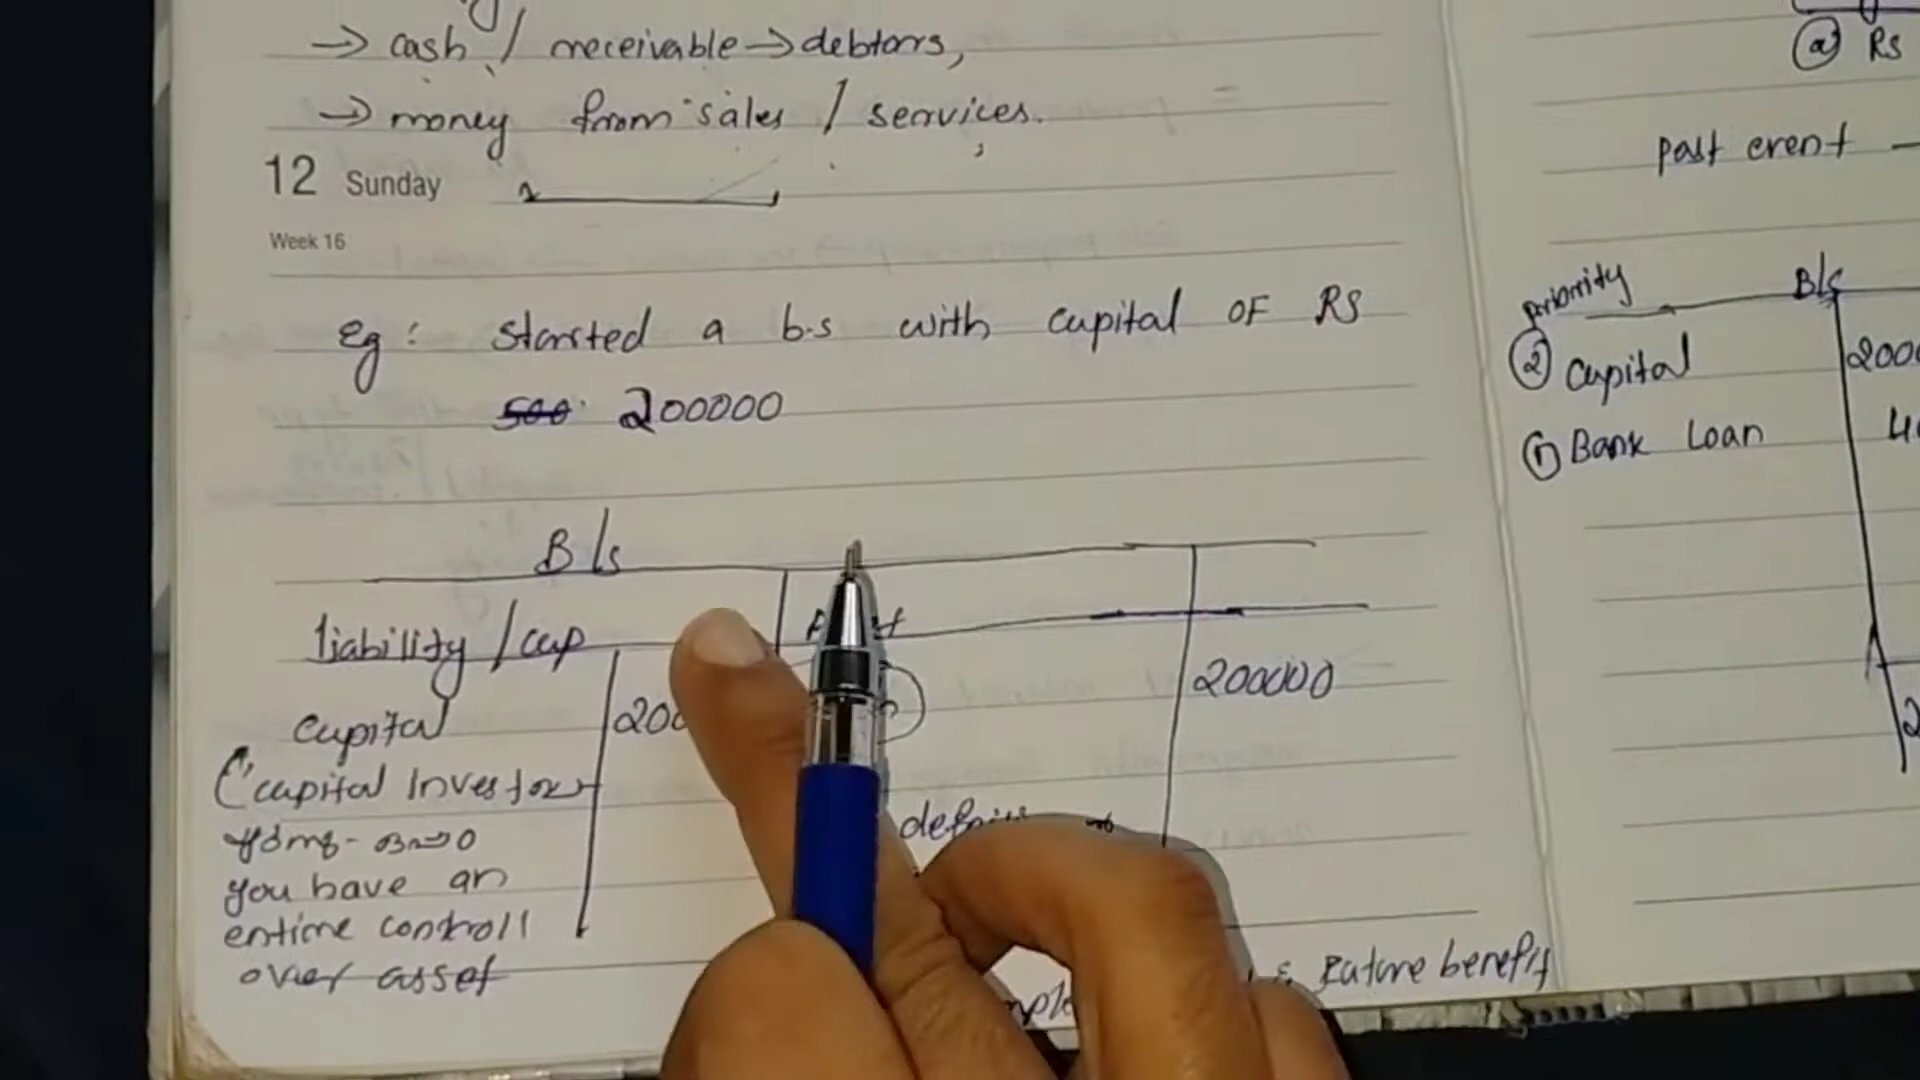 → cash / receivable → debtors,
→ money from sales / services.
12 Sunday
Week 16
eg : Started a b.s with capital OF RS
500 200000
B/s
liability / cap
200000
Capital
200
(capital Investor
you have an
entire controll
over asset
& Future benefit
@ RS
past event —
priority
B/s
② Capital
200
① Bank Loan